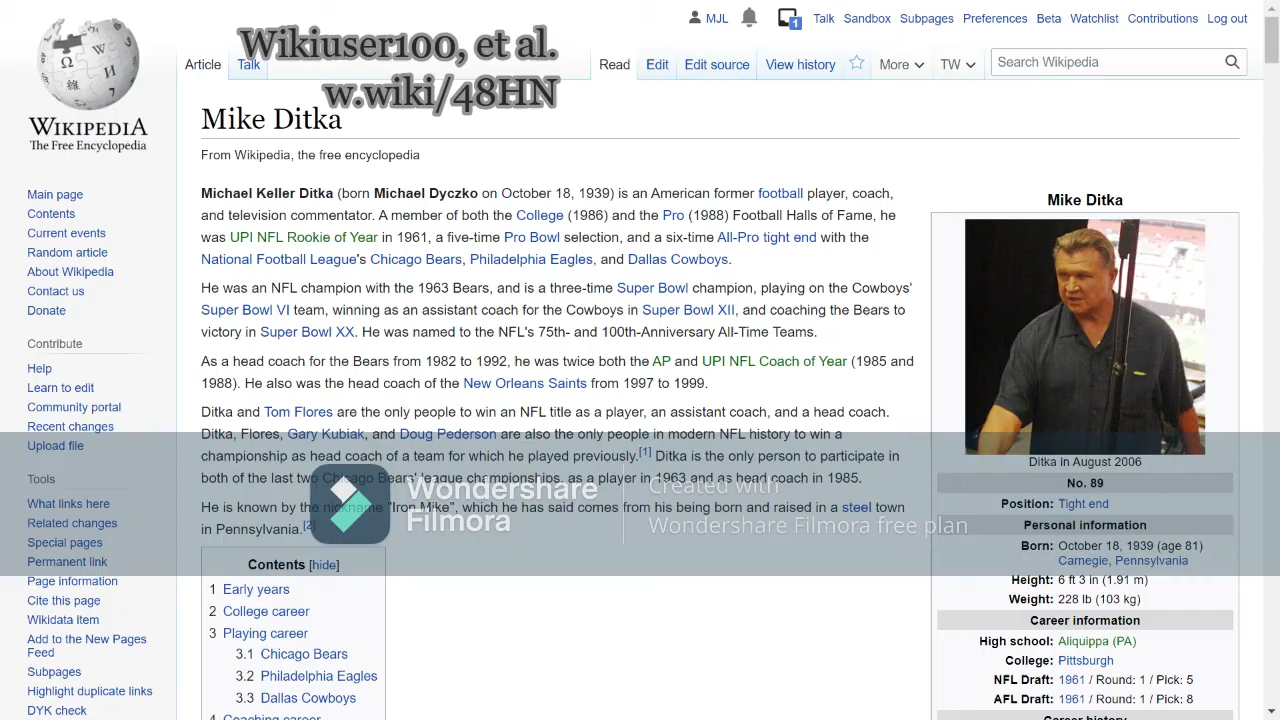 MJL
1
Talk
Sandbox
Subpages
Preferences
Beta
Watchlist
Contributions
Log out
Wikiuser100, et al.
w.wiki/48HN
Article
Talk
Read
Edit
Edit source
View history
More
TW
Search Wikipedia
WIKIPEDIA
The Free Encyclopedia
Main page
Contents
Current events
Random article
About Wikipedia
Contact us
Donate
Contribute
Help
Learn to edit
Community portal
Recent changes
Upload file
Tools
What links here
Related changes
Special pages
Permanent link
Page information
Cite this page
Wikidata item
Add to the New Pages
Feed
Subpages
Highlight duplicate links
DYK check
Mike Ditka
From Wikipedia, the free encyclopedia
Michael Keller Ditka (born Michael Dyczko on October 18, 1939) is an American former football player, coach,
and television commentator. A member of both the College (1986) and the Pro (1988) Football Halls of Fame, he
was UPI NFL Rookie of Year in 1961, a five-time Pro Bowl selection, and a six-time All-Pro tight end with the
National Football League's Chicago Bears, Philadelphia Eagles, and Dallas Cowboys.
He was an NFL champion with the 1963 Bears, and is a three-time Super Bowl champion, playing on the Cowboys'
Super Bowl VI team, winning as an assistant coach for the Cowboys in Super Bowl XII, and coaching the Bears to
victory in Super Bowl XX. He was named to the NFL's 75th- and 100th-Anniversary All-Time Teams.
As a head coach for the Bears from 1982 to 1992, he was twice both the AP and UPI NFL Coach of Year (1985 and
1988). He also was the head coach of the New Orleans Saints from 1997 to 1999.
Ditka and Tom Flores are the only people to win an NFL title as a player, an assistant coach, and a head coach.
Ditka, Flores, Gary Kubiak, and Doug Pederson are also the only people in modern NFL history to win a
championship as head coach of a team for which he played previously.[1] Ditka is the only person to participate in
both of the last two Chicago Bears' league championships, as a player in 1963 and as head coach in 1985.
He is known by the nickname "Iron Mike", which he has said comes from his being born and raised in a steel town
in Pennsylvania.[2]
Wondershare
Filmora
Created with
Wondershare Filmora free plan
Contents [hide]
1 Early years
2 College career
3 Playing career
3.1 Chicago Bears
3.2 Philadelphia Eagles
3.3 Dallas Cowboys
4 Coaching career
Mike Ditka
Ditka in August 2006
No. 89
Position: Tight end
Personal information
Born: October 18, 1939 (age 81)
Carnegie, Pennsylvania
Height: 6 ft 3 in (1.91 m)
Weight: 228 lb (103 kg)
Career information
High school: Aliquippa (PA)
College: Pittsburgh
NFL Draft: 1961 / Round: 1 / Pick: 5
AFL Draft: 1961 / Round: 1 / Pick: 8
Career history